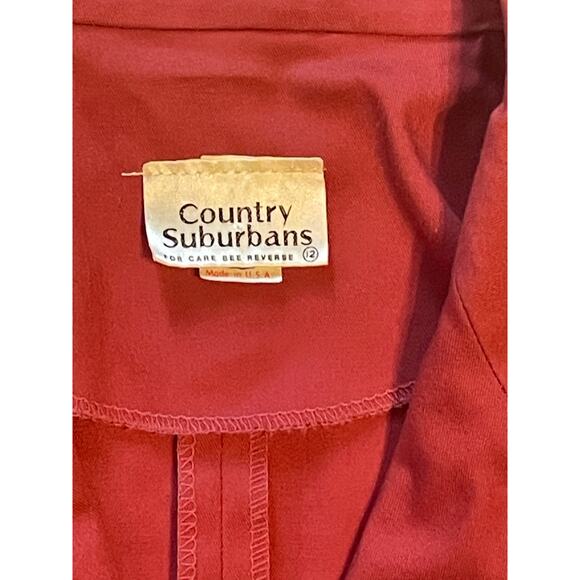 Country
Suburbans
FOR CARE SEE REVERSE 12
Made in U.S.A.